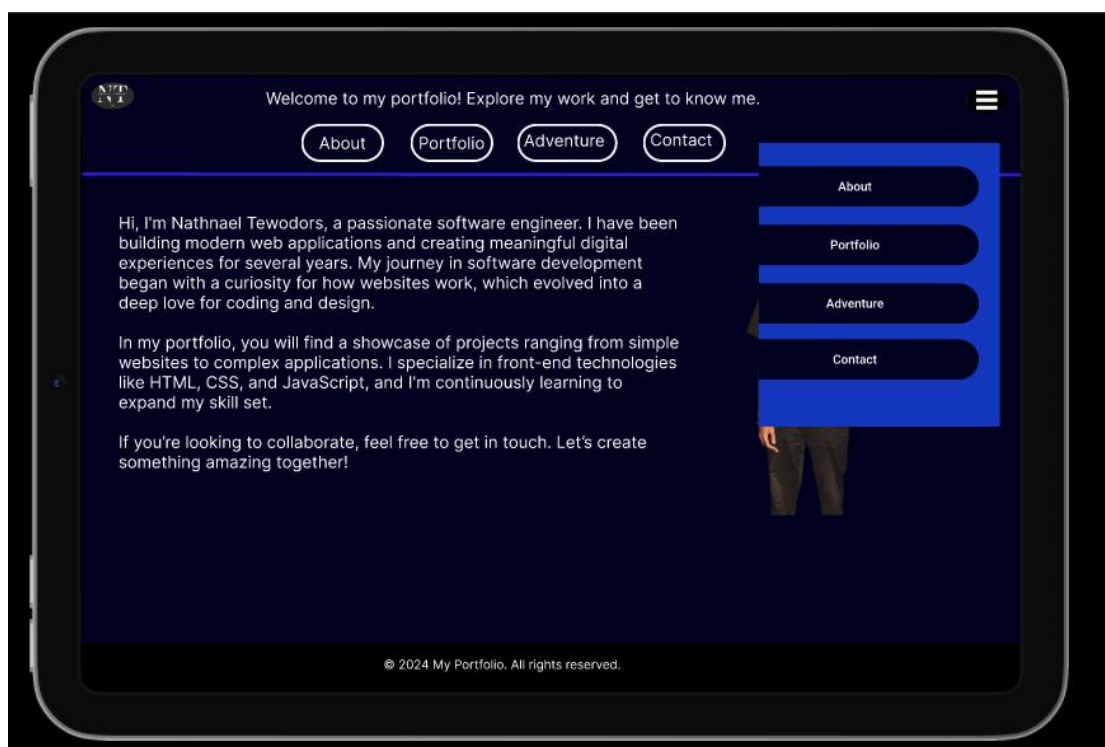 NT
Welcome to my portfolio! Explore my work and get to know me.
About
Portfolio
Adventure
Contact
About
Portfolio
Adventure
Contact
Hi, I'm Nathnael Tewodors, a passionate software engineer. I have been
building modern web applications and creating meaningful digital
experiences for several years. My journey in software development
began with a curiosity for how websites work, which evolved into a
deep love for coding and design.
In my portfolio, you will find a showcase of projects ranging from simple
websites to complex applications. I specialize in front-end technologies
like HTML, CSS, and JavaScript, and I'm continuously learning to
expand my skill set.
If you're looking to collaborate, feel free to get in touch. Let's create
something amazing together!
© 2024 My Portfolio. All rights reserved.